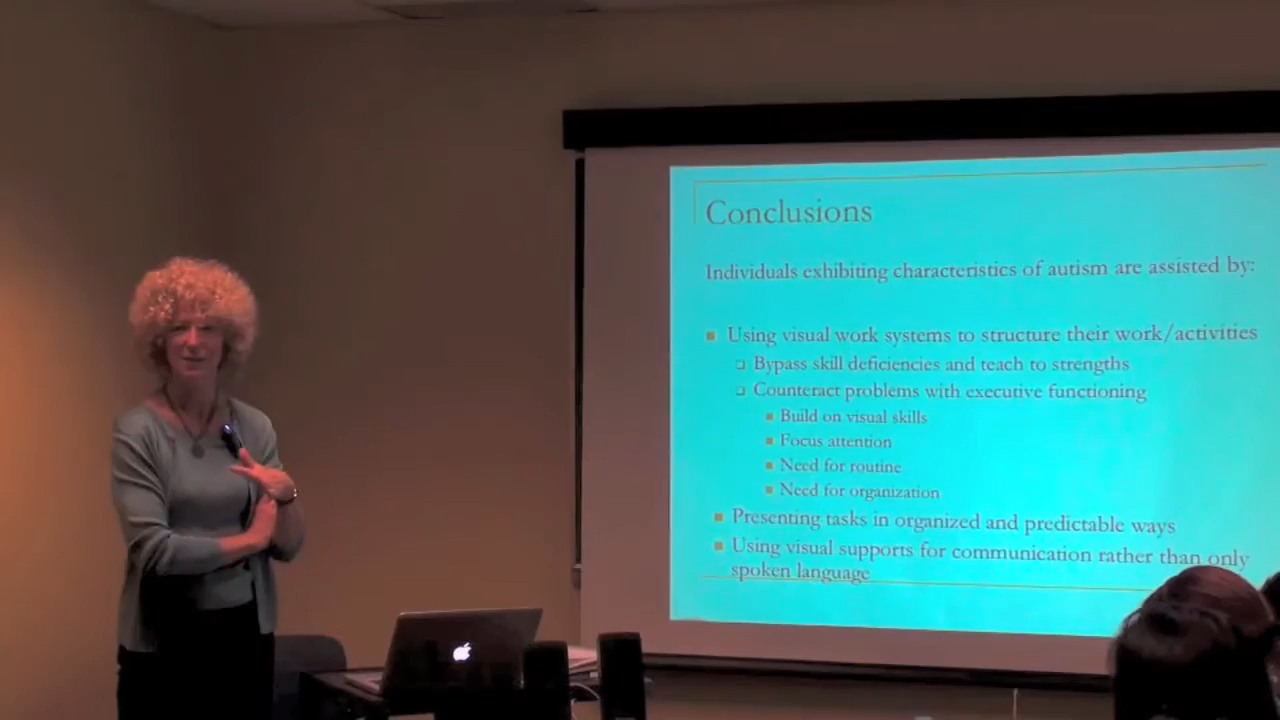 Conclusions
Individuals exhibiting characteristics of autism are assisted by:
Using visual work systems to structure their work/activities
Bypass skill deficiencies and teach to strengths
Counteract problems with executive functioning
Build on visual skills
Focus attention
Need for routine
Need for organization
Presenting tasks in organized and predictable ways
Using visual supports for communication rather than only
spoken language